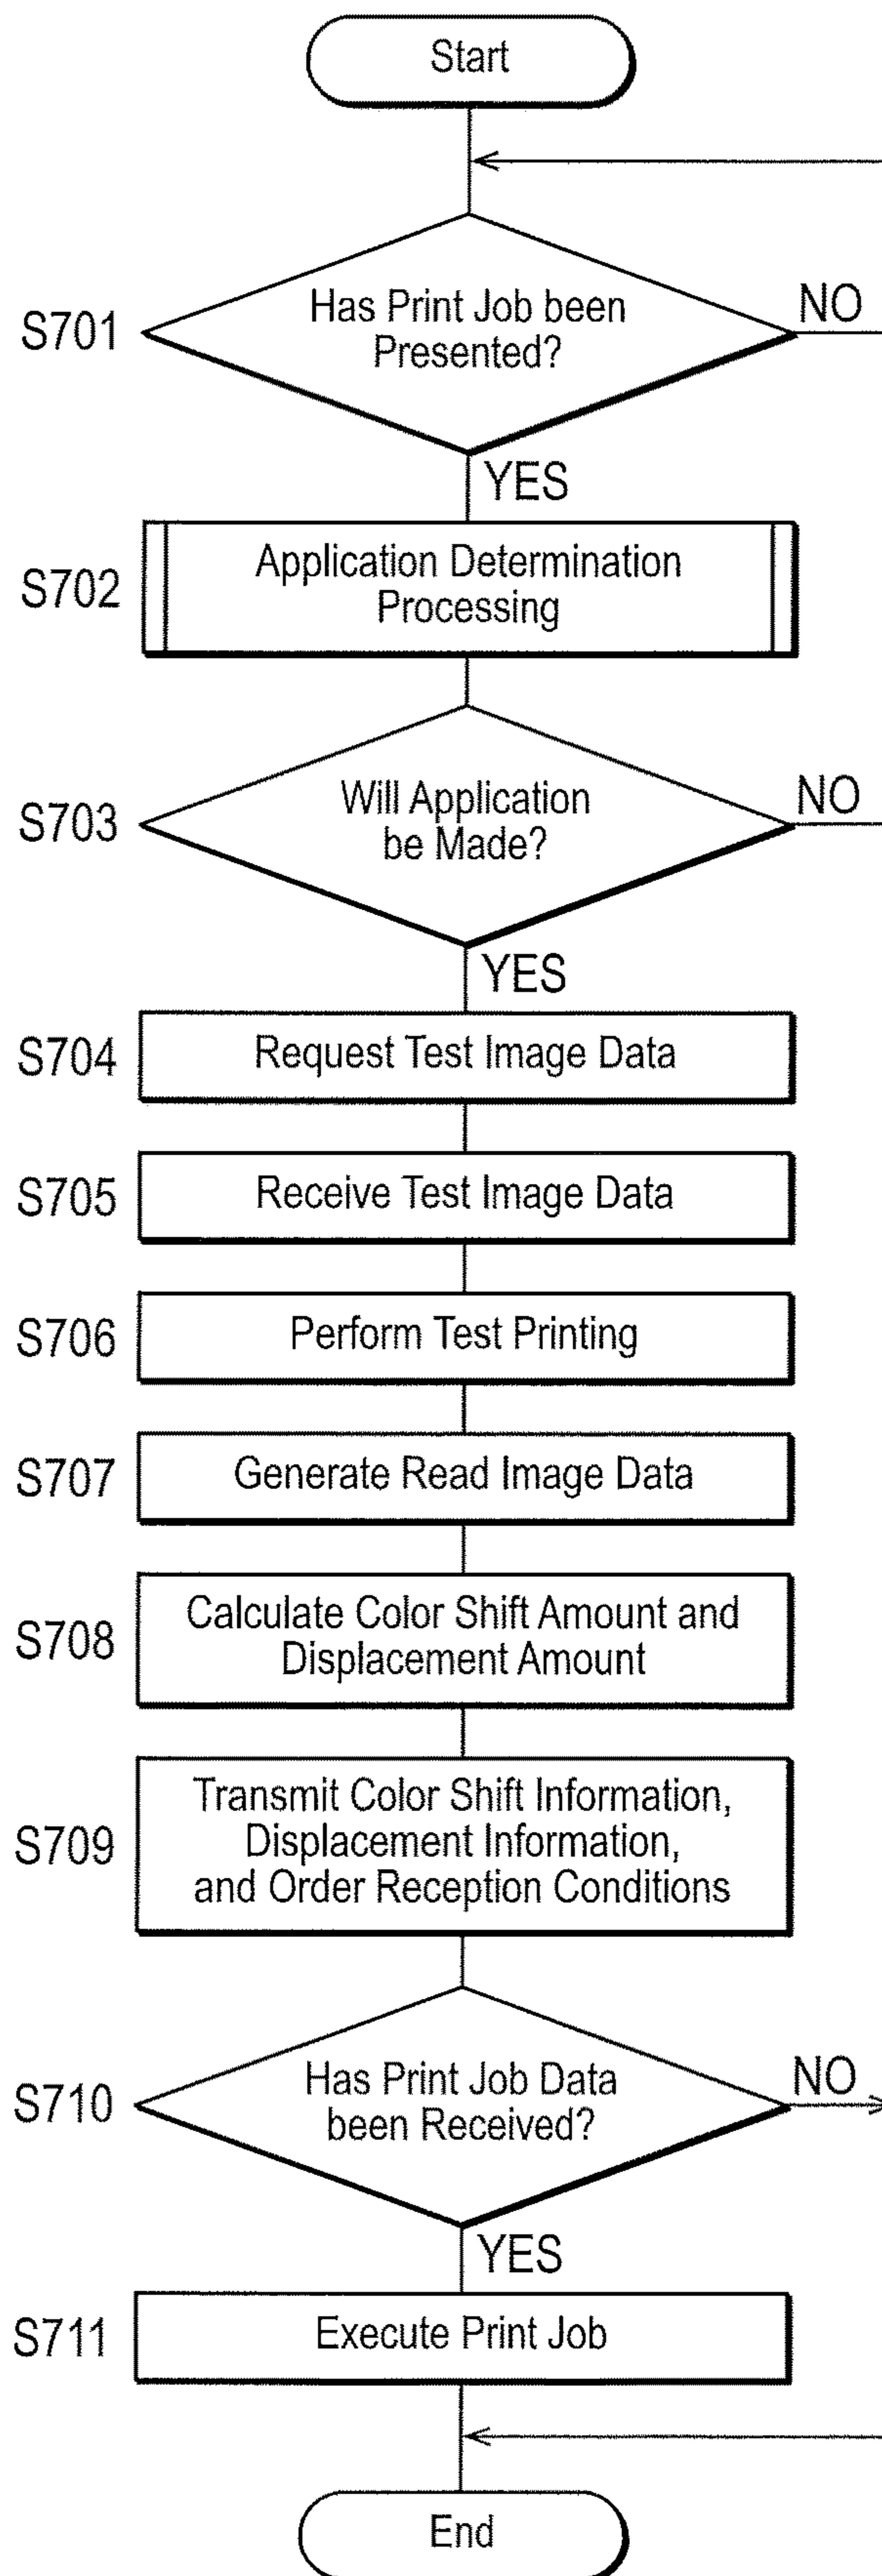 Start
Has Print Job been
Presented?
NO
S701
YES
Application Determination
Processing
S702
Will Application
be Made?
NO
S703
YES
S704
Request Test Image Data
S705
Receive Test Image Data
S706
Perform Test Printing
S707
Generate Read Image Data
S708
Calculate Color Shift Amount and
Displacement Amount
S709
Transmit Color Shift Information,
Displacement Information,
and Order Reception Conditions
S710
Has Print Job Data
been Received?
NO
YES
S711
Execute Print Job
End